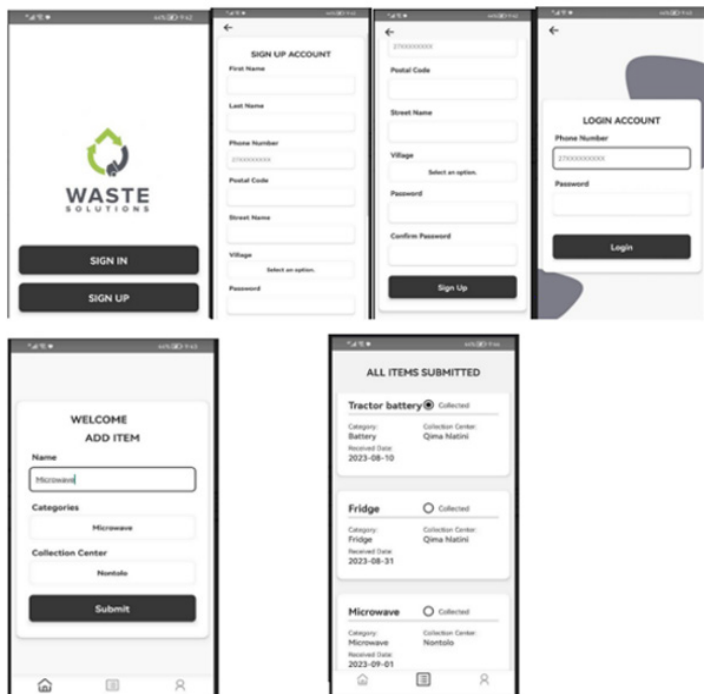 WASTE
SOLUTIONS
SIGN IN
SIGN UP
SIGN UP ACCOUNT
First Name
Last Name
Phone Number
27XXXXXXXXX
Postal Code
Street Name
Village
Select an option.
Password
27XXXXXXXXX
Postal Code
Street Name
Village
Select an option.
Password
Confirm Password
Sign Up
LOGIN ACCOUNT
Phone Number
27XXXXXXXXX
Password
Login
WELCOME
ADD ITEM
Name
Microwave
Categories
Microwave
Collection Center
Nontolo
Submit
ALL ITEMS SUBMITTED
Tractor battery Collected
Category: Collection Center:
Battery Qima Nlatini
Received Date:
2023-08-10
Fridge Collected
Category: Collection Center:
Fridge Qima Nlatini
Received Date:
2023-08-31
Microwave Collected
Category: Collection Center:
Microwave Nontolo
Received Date:
2023-09-01